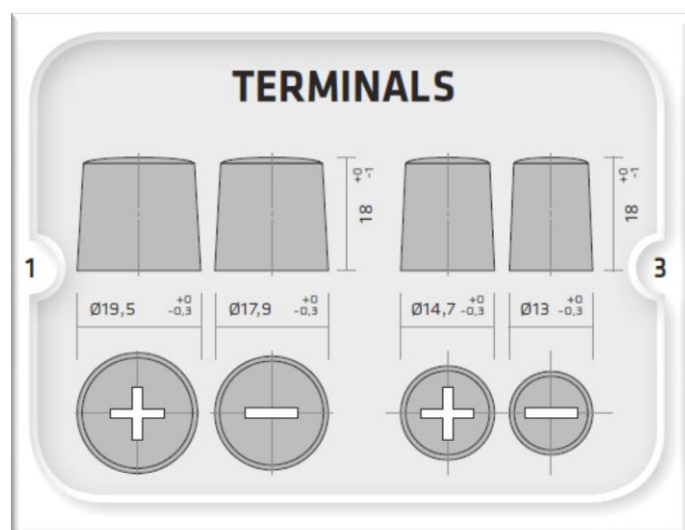 TERMINALS
18 +0 -1
18 +0 -1
1
3
Ø19,5 +0 -0,3
Ø17,9 +0 -0,3
Ø14,7 +0 -0,3
Ø13 +0 -0,3